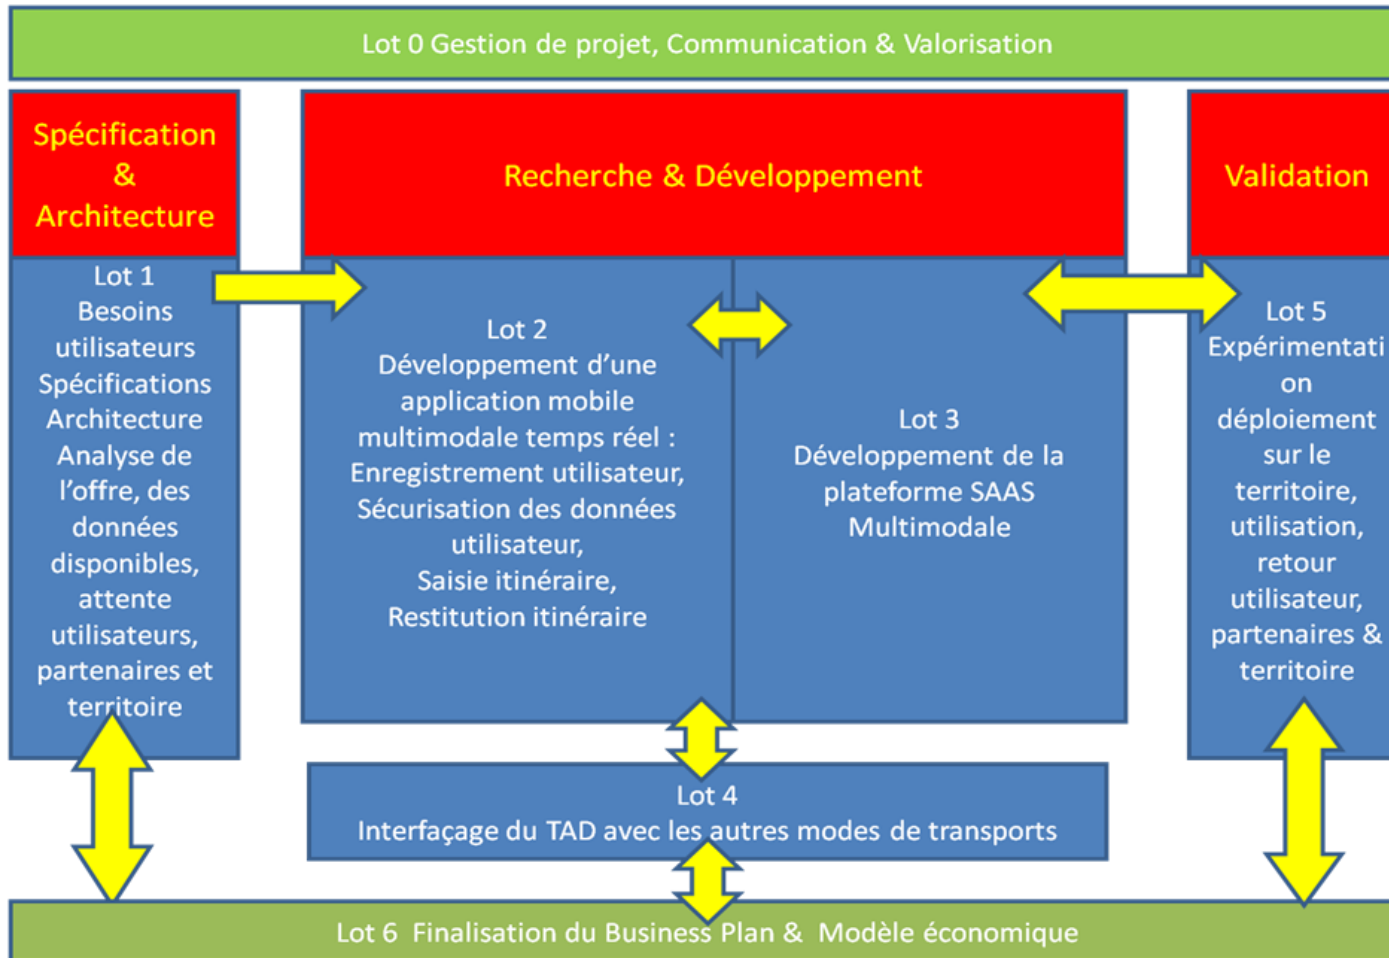 Lot 0 Gestion de projet, Communication & Valorisation
Spécification
&
Architecture
Recherche & Développement
Validation
Lot 1
Besoins
utilisateurs
Spécifications
Architecture
Analyse de
l’offre, des
données
disponibles,
attente
utilisateurs,
partenaires et
territoire
Lot 2
Développement d’une
application mobile
multimodale temps réel :
Enregistrement utilisateur,
Sécurisation des données
utilisateur,
Saisie itinéraire,
Restitution itinéraire
Lot 3
Développement de la
plateforme SAAS
Multimodale
Lot 5
Expérimentati
on
déploiement
sur le
territoire,
utilisation,
retour
utilisateur,
partenaires &
territoire
Lot 4
Interfaçage du TAD avec les autres modes de transports
Lot 6 Finalisation du Business Plan & Modèle économique